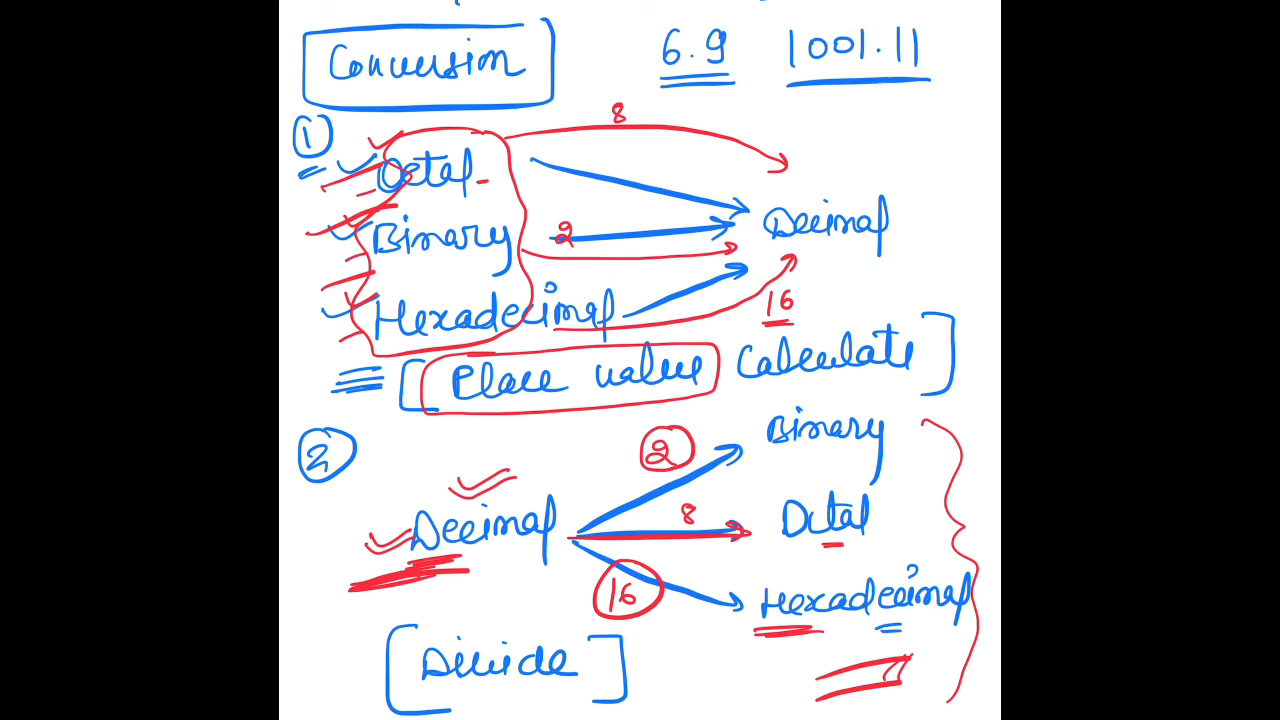 Conversion 6.9 1001.11
1 8
Octal
Binary 2 Decimal
Hexadecimal 16
[Place value Calculate]
2 2 Binary
Decimal 8 Octal
16 Hexadecimal
[Divide]